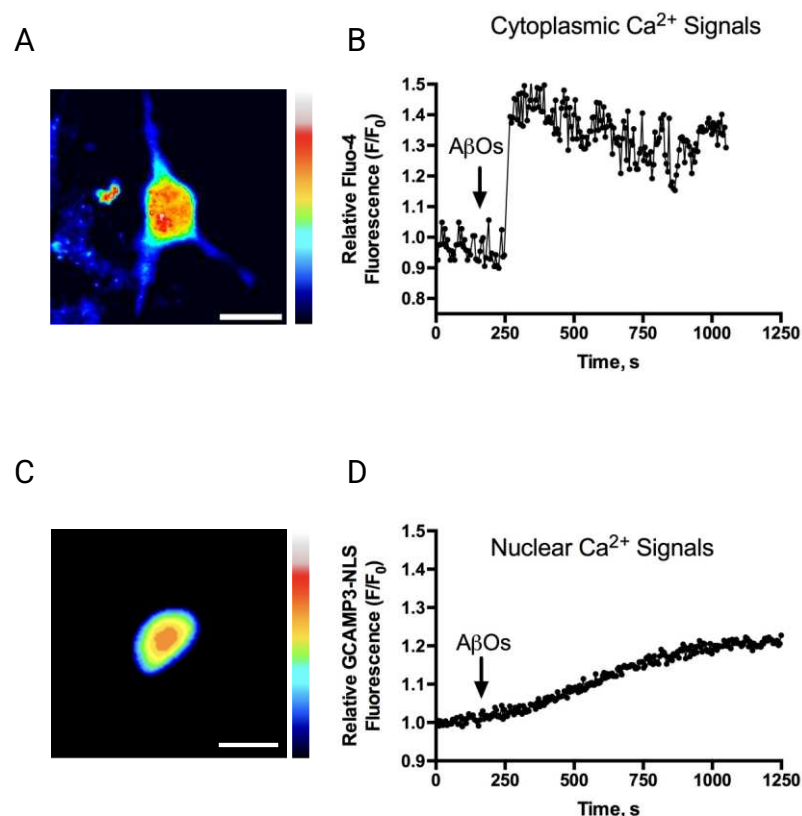 A
B
Cytoplasmic Ca²⁺ Signals
Relative Fluo-4
Fluorescence (F/F₀)
1.5
1.4
1.3
1.2
1.1
1.0
0.9
0.8
AβOs
0 250 500 750 1000 1250
Time, s
C
D
Nuclear Ca²⁺ Signals
Relative GCAMP3-NLS
Fluorescence (F/F₀)
1.5
1.4
1.3
1.2
1.1
1.0
0.9
AβOs
0 250 500 750 1000 1250
Time, s